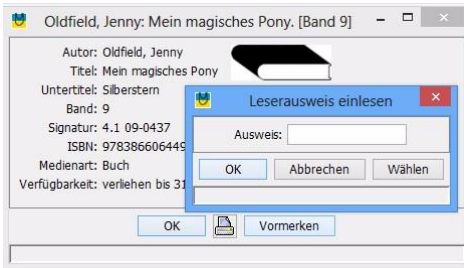 Oldfield, Jenny: Mein magisches Pony. [Band 9]
Autor: Oldfield, Jenny
Titel: Mein magisches Pony
Untertitel: Silberstern
Band: 9
Signatur: 4.1 09-0437
ISBN: 978386606449
Medienart: Buch
Verfügbarkeit: verliehen bis 31
OK
Vormerken
Leserausweis einlesen
Ausweis:
OK
Abbrechen
Wählen